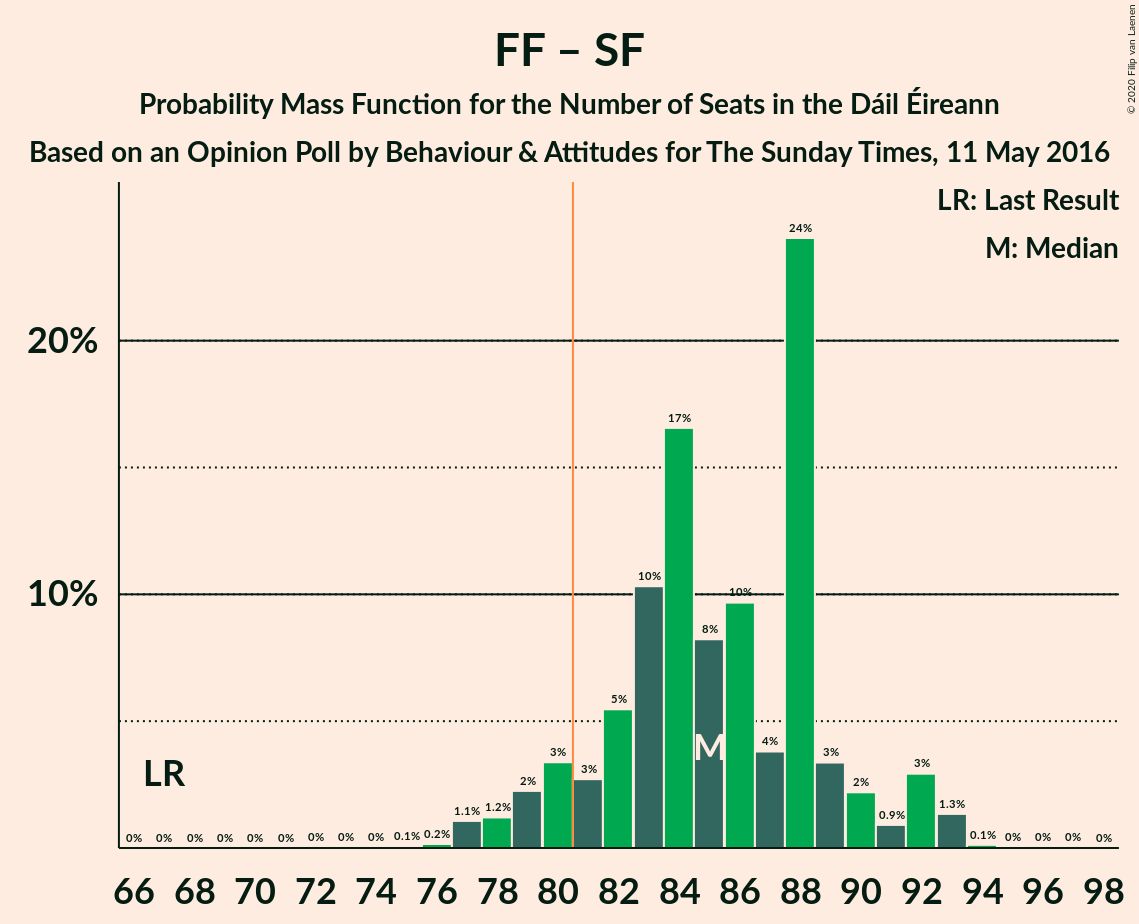 FF – SF
Probability Mass Function for the Number of Seats in the Dáil Éireann
Based on an Opinion Poll by Behaviour & Attitudes for The Sunday Times, 11 May 2016
© 2020 Filip van Laenen
LR: Last Result
M: Median
24%
20%
17%
10%
10%
10%
8%
5%
4%
M
3%
3%
3%
3%
2%
2%
LR
1.1%
1.2%
0.9%
1.3%
0% 0% 0% 0% 0% 0% 0% 0% 0% 0.1% 0.2% 0.1% 0% 0% 0% 0%
66 68 70 72 74 76 78 80 82 84 86 88 90 92 94 96 98